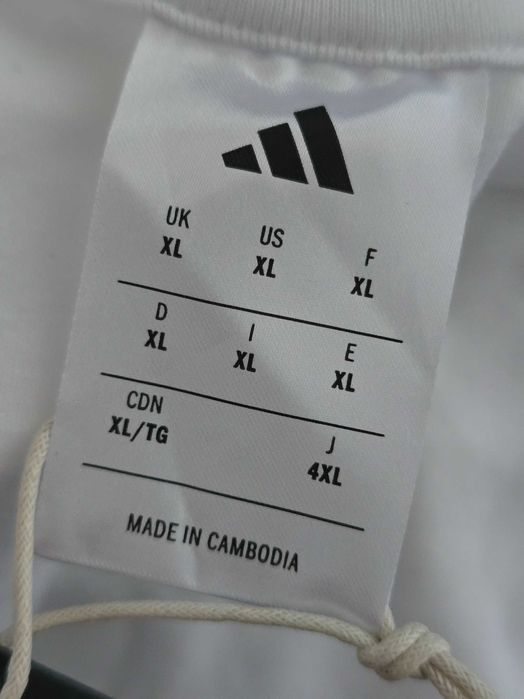 UK US F
XL XL XL
D I E
XL XL XL
CDN J
XL/TG 4XL
MADE IN CAMBODIA